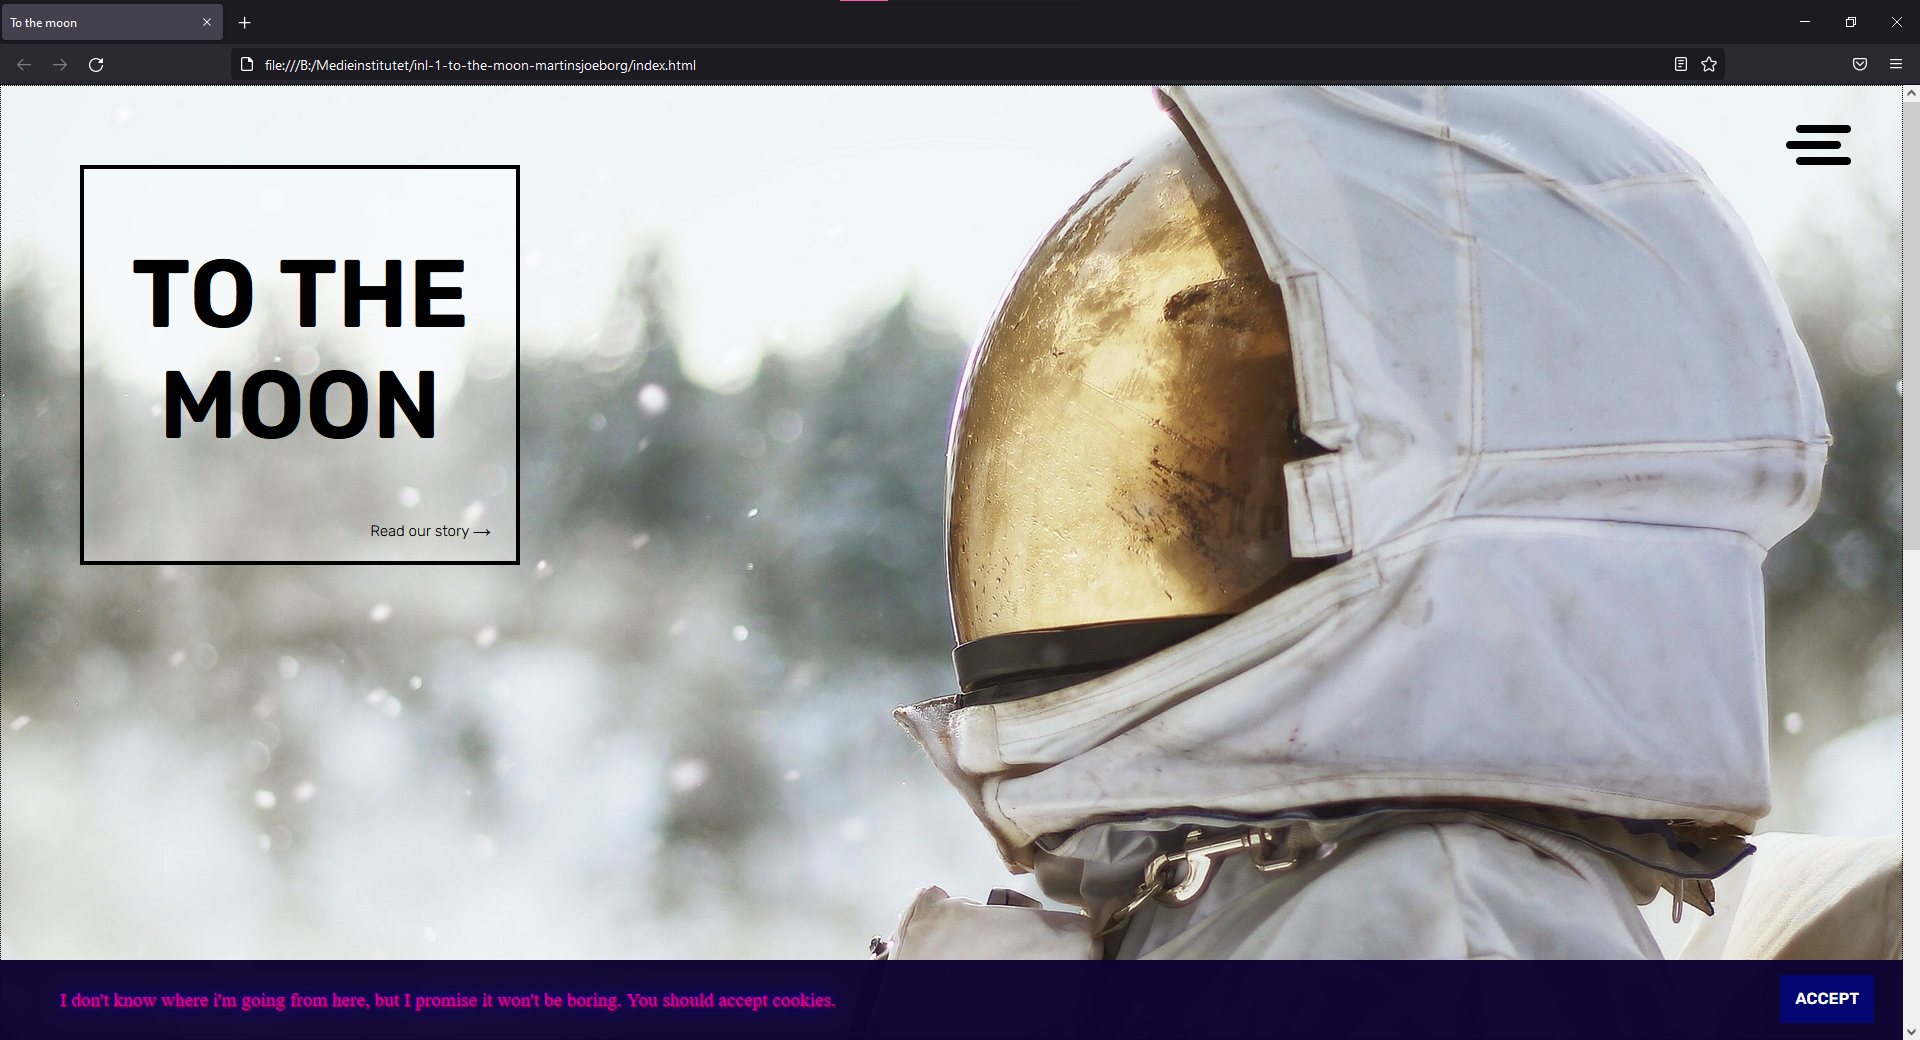 To the moon
file:///B:/Medieinstitutet/inl-1-to-the-moon-martinsjoeborg/index.html
TO THE
MOON
Read our story →
I don't know where i'm going from here, but I promise it won't be boring. You should accept cookies.
ACCEPT